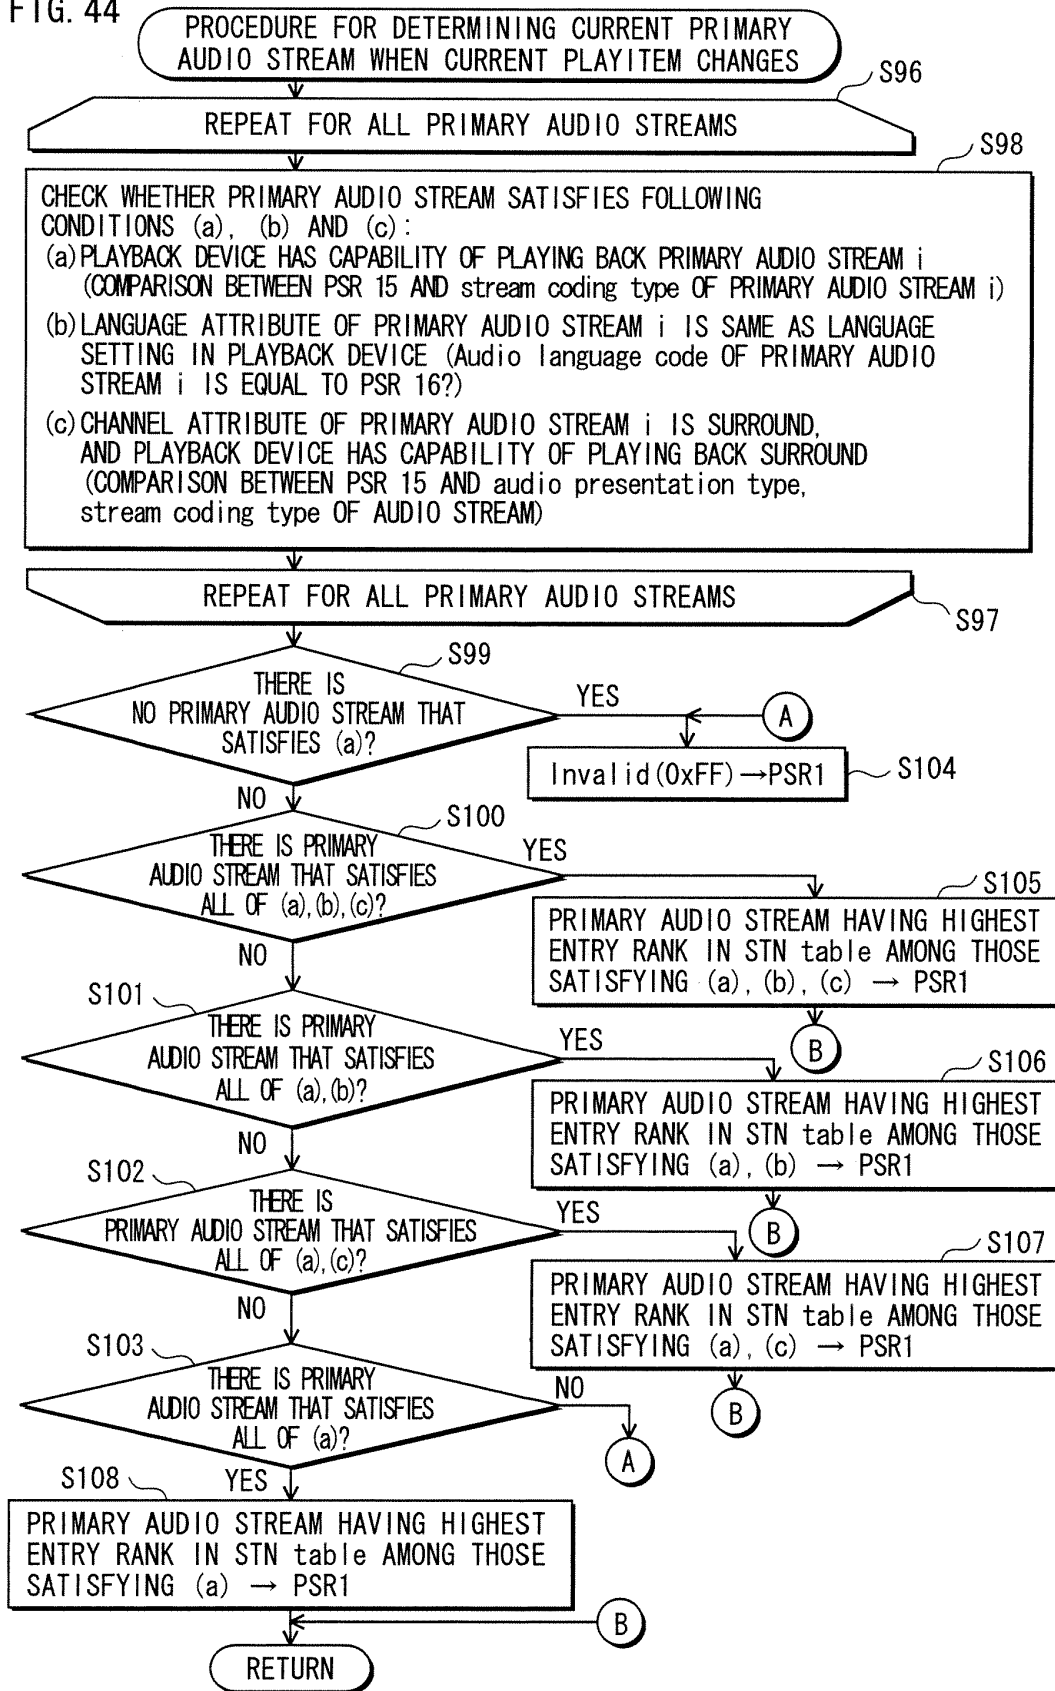 FIG. 44
PROCEDURE FOR DETERMINING CURRENT PRIMARY
AUDIO STREAM WHEN CURRENT PLAYITEM CHANGES
S96
REPEAT FOR ALL PRIMARY AUDIO STREAMS
S98
CHECK WHETHER PRIMARY AUDIO STREAM SATISFIES FOLLOWING
CONDITIONS (a), (b) AND (c):
(a) PLAYBACK DEVICE HAS CAPABILITY OF PLAYING BACK PRIMARY AUDIO STREAM i
(COMPARISON BETWEEN PSR 15 AND stream coding type OF PRIMARY AUDIO STREAM i)
(b) LANGUAGE ATTRIBUTE OF PRIMARY AUDIO STREAM i IS SAME AS LANGUAGE
SETTING IN PLAYBACK DEVICE (Audio language code OF PRIMARY AUDIO
STREAM i IS EQUAL TO PSR 16?)
(c) CHANNEL ATTRIBUTE OF PRIMARY AUDIO STREAM i IS SURROUND,
AND PLAYBACK DEVICE HAS CAPABILITY OF PLAYING BACK SURROUND
(COMPARISON BETWEEN PSR 15 AND audio presentation type,
stream coding type OF AUDIO STREAM)
REPEAT FOR ALL PRIMARY AUDIO STREAMS
S97
S99
THERE IS
NO PRIMARY AUDIO STREAM THAT
SATISFIES (a)?
YES
A
Invalid(0xFF)→PSR1
S104
NO
S100
THERE IS PRIMARY
AUDIO STREAM THAT SATISFIES
ALL OF (a),(b),(c)?
YES
S105
PRIMARY AUDIO STREAM HAVING HIGHEST
ENTRY RANK IN STN table AMONG THOSE
SATISFYING (a), (b), (c) → PSR1
B
NO
S101
THERE IS PRIMARY
AUDIO STREAM THAT SATISFIES
ALL OF (a),(b)?
YES
S106
PRIMARY AUDIO STREAM HAVING HIGHEST
ENTRY RANK IN STN table AMONG THOSE
SATISFYING (a), (b) → PSR1
B
NO
S102
THERE IS
PRIMARY AUDIO STREAM THAT SATISFIES
ALL OF (a),(c)?
YES
S107
PRIMARY AUDIO STREAM HAVING HIGHEST
ENTRY RANK IN STN table AMONG THOSE
SATISFYING (a), (c) → PSR1
B
NO
S103
THERE IS PRIMARY
AUDIO STREAM THAT SATISFIES
ALL OF (a)?
NO
A
YES
S108
PRIMARY AUDIO STREAM HAVING HIGHEST
ENTRY RANK IN STN table AMONG THOSE
SATISFYING (a) → PSR1
B
RETURN